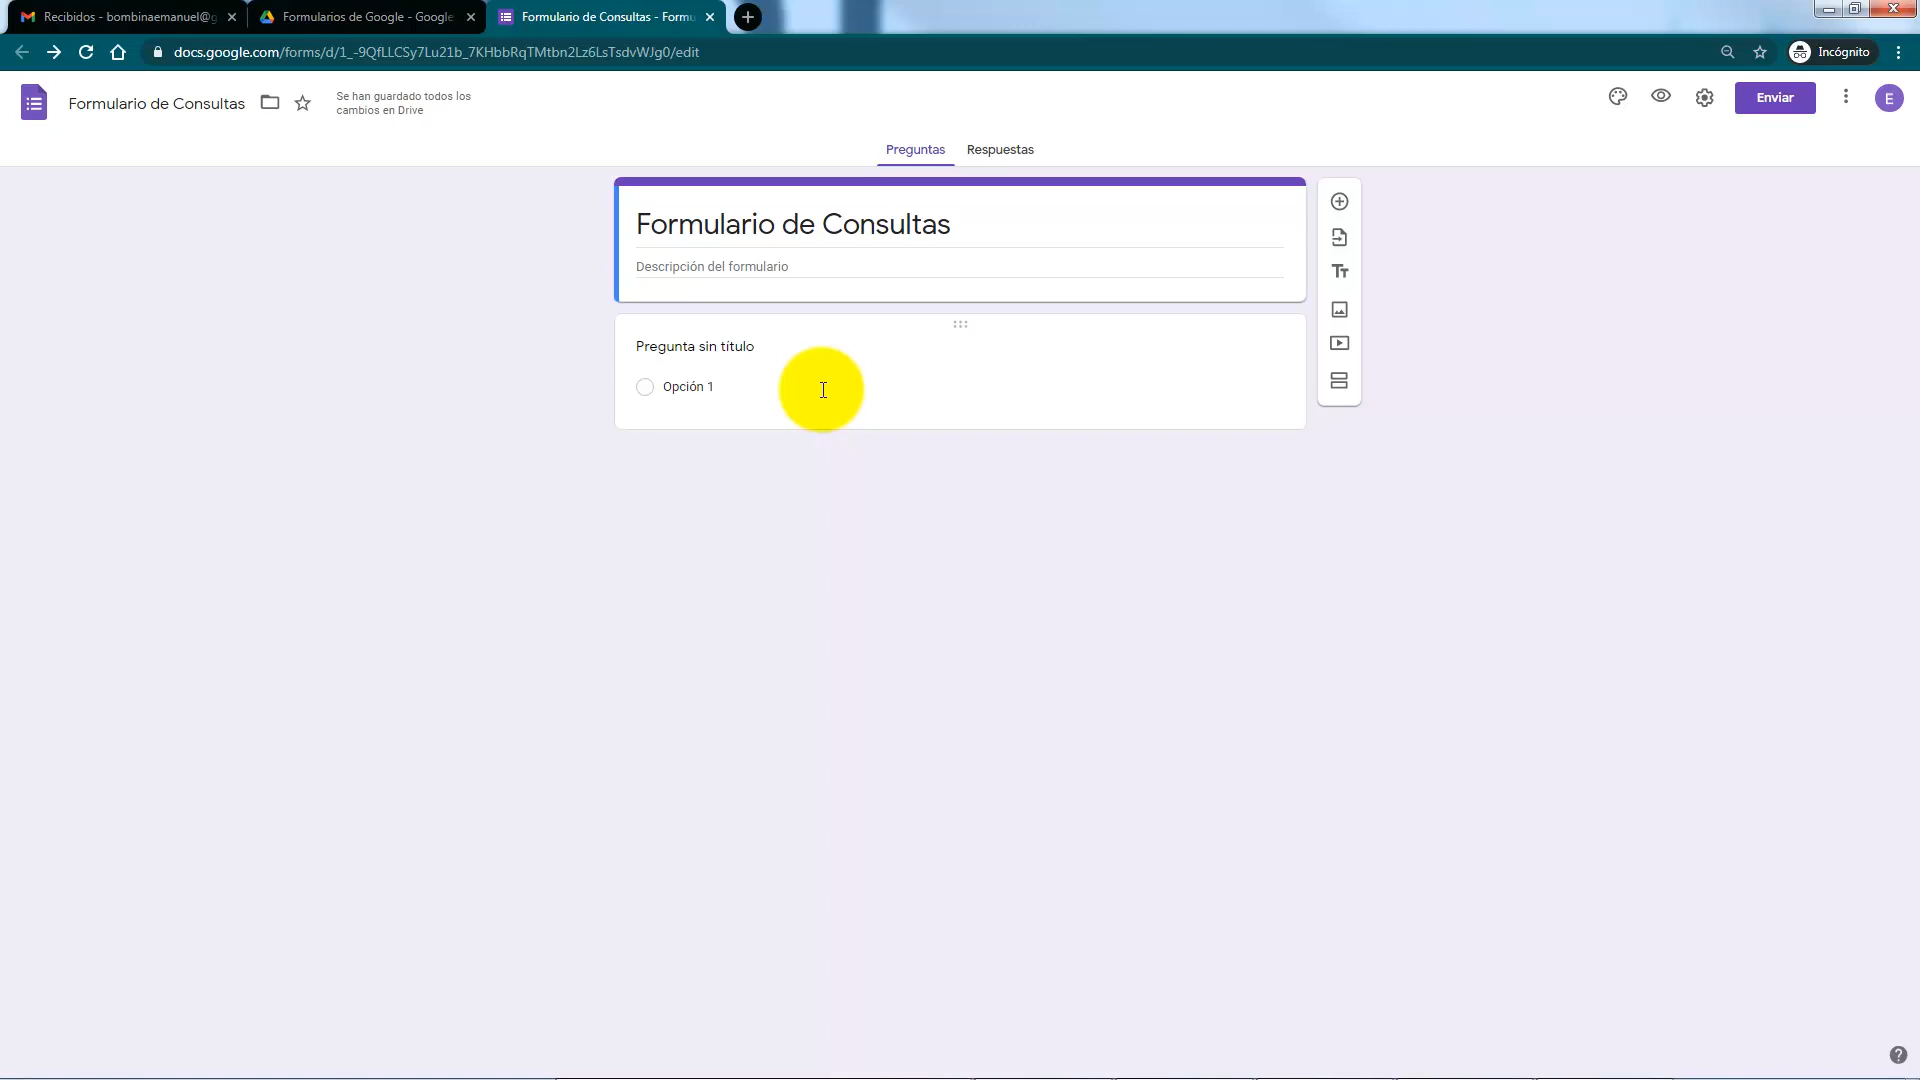 Recibidos - bombinaemanuel@g
Formularios de Google - Google
Formulario de Consultas - Formu
docs.google.com/forms/d/1_-9QfLLCSy7Lu21b_7KHbbRqTMtbn2Lz6LsTsdvWJg0/edit
Incógnito
Formulario de Consultas
Se han guardado todos los
cambios en Drive
Enviar
E
Preguntas
Respuestas
Formulario de Consultas
Descripción del formulario
Tт
Pregunta sin título
Opción 1